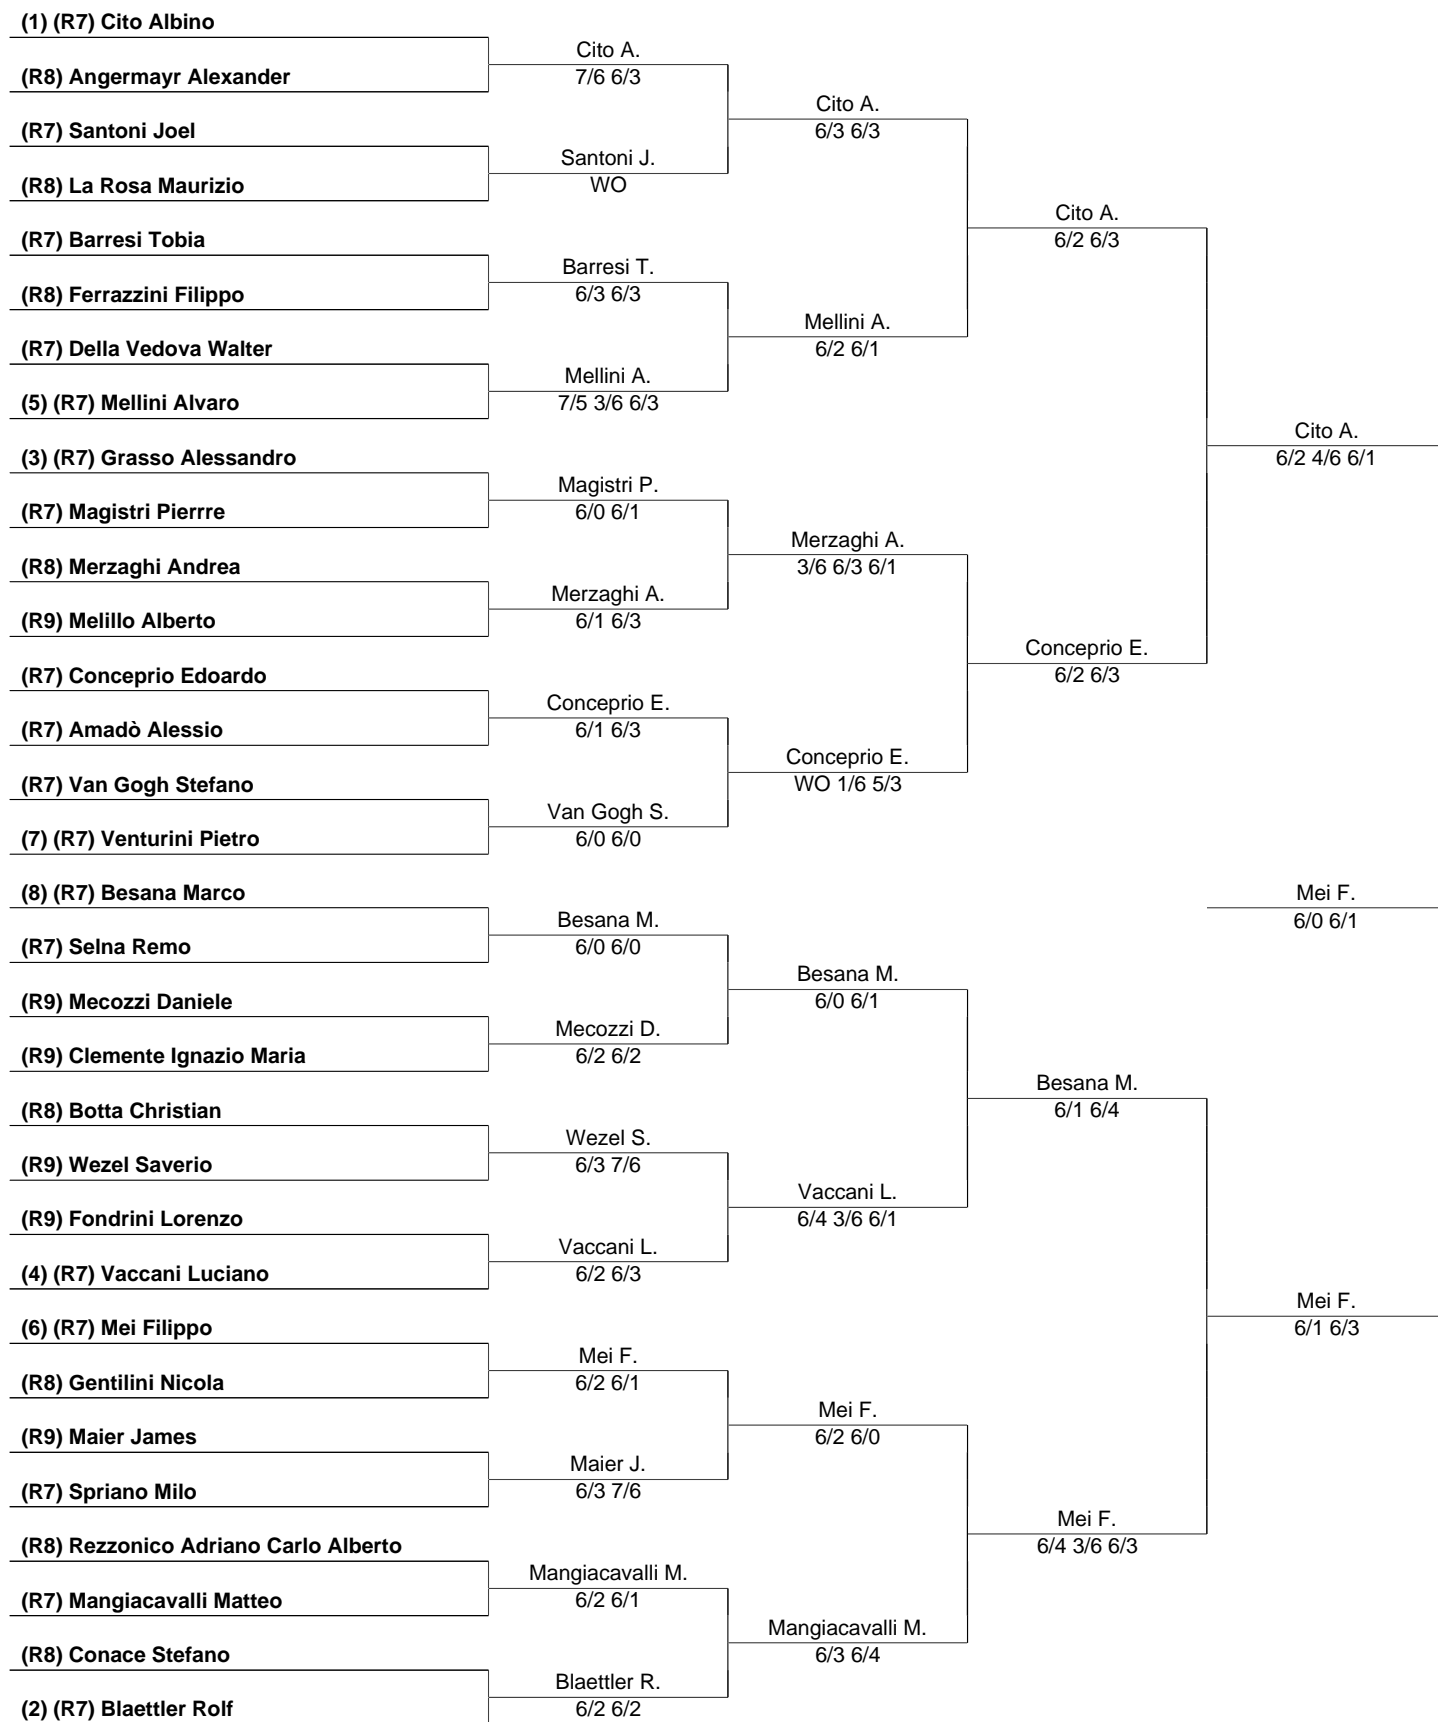 (1) (R7) Cito Albino
Cito A.
(R8) Angermayr Alexander
7/6 6/3
Cito A.
(R7) Santoni Joel
6/3 6/3
Santoni J.
(R8) La Rosa Maurizio
WO
Cito A.
(R7) Barresi Tobia
6/2 6/3
Barresi T.
(R8) Ferrazzini Filippo
6/3 6/3
Mellini A.
(R7) Della Vedova Walter
6/2 6/1
Mellini A.
(5) (R7) Mellini Alvaro
7/5 3/6 6/3
Cito A.
(3) (R7) Grasso Alessandro
6/2 4/6 6/1
Magistri P.
(R7) Magistri Pierrre
6/0 6/1
Merzaghi A.
(R8) Merzaghi Andrea
3/6 6/3 6/1
Merzaghi A.
(R9) Melillo Alberto
6/1 6/3
Conceprio E.
(R7) Conceprio Edoardo
6/2 6/3
Conceprio E.
(R7) Amadò Alessio
6/1 6/3
Conceprio E.
(R7) Van Gogh Stefano
WO 1/6 5/3
Van Gogh S.
(7) (R7) Venturini Pietro
6/0 6/0
(8) (R7) Besana Marco
Mei F.
6/0 6/1
Besana M.
(R7) Selna Remo
6/0 6/0
Besana M.
(R9) Mecozzi Daniele
6/0 6/1
Mecozzi D.
(R9) Clemente Ignazio Maria
6/2 6/2
Besana M.
(R8) Botta Christian
6/1 6/4
Wezel S.
(R9) Wezel Saverio
6/3 7/6
Vaccani L.
(R9) Fondrini Lorenzo
6/4 3/6 6/1
Vaccani L.
(4) (R7) Vaccani Luciano
6/2 6/3
Mei F.
(6) (R7) Mei Filippo
6/1 6/3
Mei F.
(R8) Gentilini Nicola
6/2 6/1
Mei F.
(R9) Maier James
6/2 6/0
Maier J.
(R7) Spriano Milo
6/3 7/6
Mei F.
(R8) Rezzonico Adriano Carlo Alberto
6/4 3/6 6/3
Mangiacavalli M.
(R7) Mangiacavalli Matteo
6/2 6/1
Mangiacavalli M.
(R8) Conace Stefano
6/3 6/4
Blaettler R.
(2) (R7) Blaettler Rolf
6/2 6/2